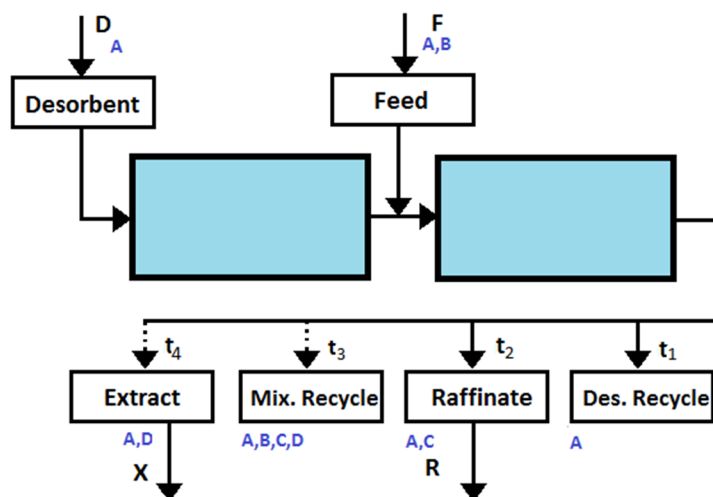 D
A
F
A,B
Desorbent
Feed
t4
t3
t2
t1
Extract
Mix. Recycle
Raffinate
Des. Recycle
A,D
A,B,C,D
A,C
A
X
R